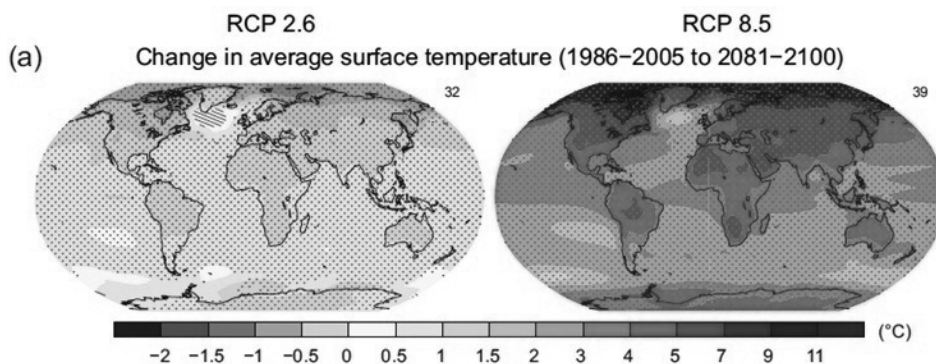 RCP 2.6 RCP 8.5
(a) Change in average surface temperature (1986−2005 to 2081−2100)
32 39
−2 −1.5 −1 −0.5 0 0.5 1 1.5 2 3 4 5 7 9 11 (°C)